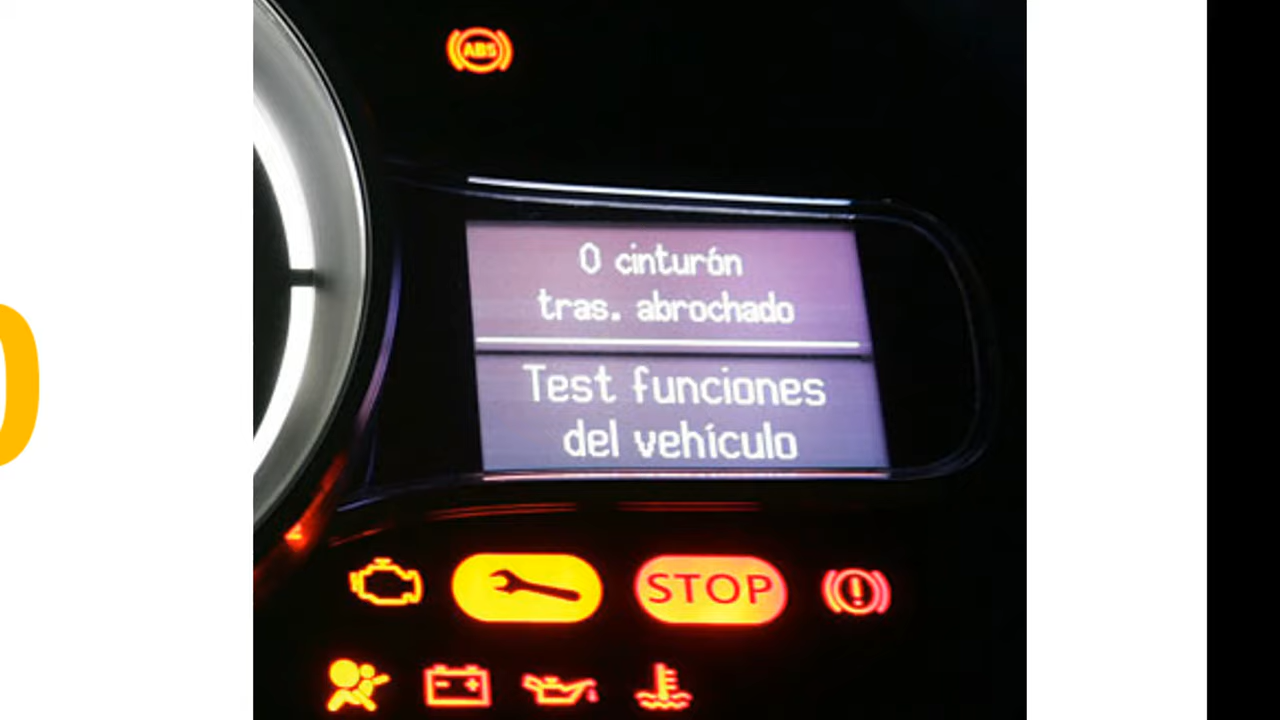 ABS
0 cinturón
tras. abrochado
Test funciones
del vehículo
STOP